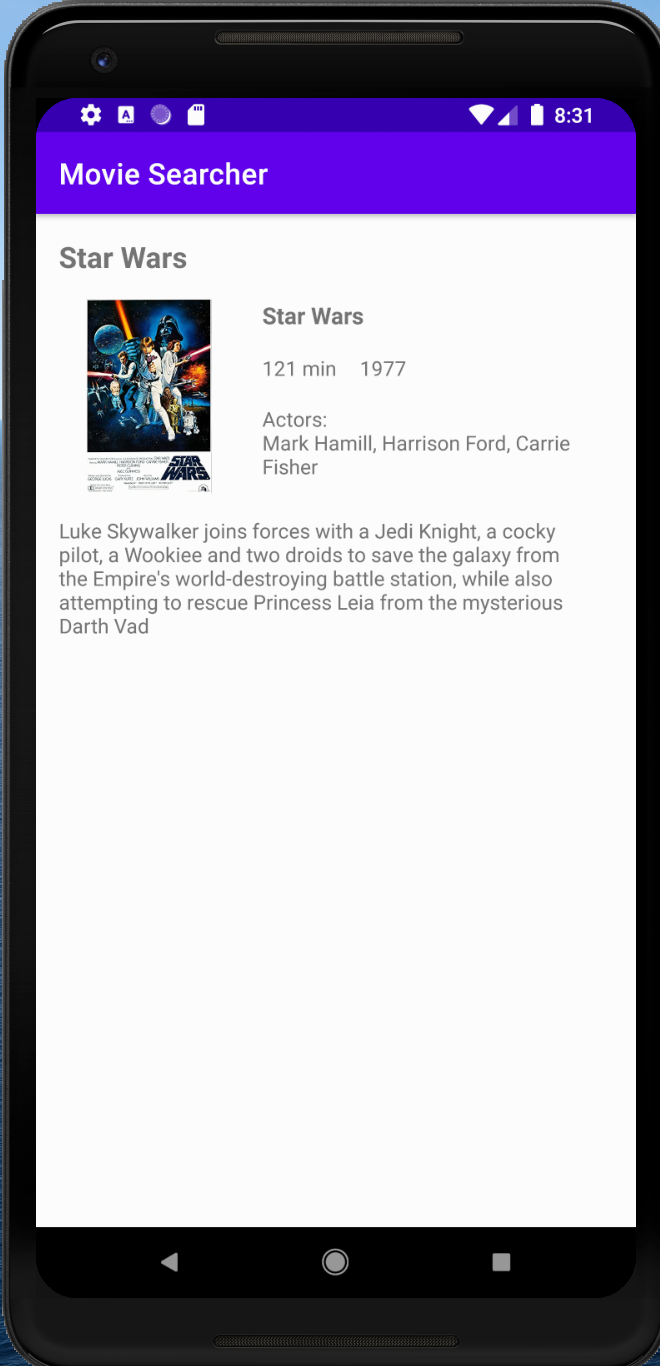 8:31
Movie Searcher
Star Wars
Star Wars
121 min 1977
Actors:
Mark Hamill, Harrison Ford, Carrie
Fisher
STAR
WARS
Luke Skywalker joins forces with a Jedi Knight, a cocky
pilot, a Wookiee and two droids to save the galaxy from
the Empire's world-destroying battle station, while also
attempting to rescue Princess Leia from the mysterious
Darth Vad